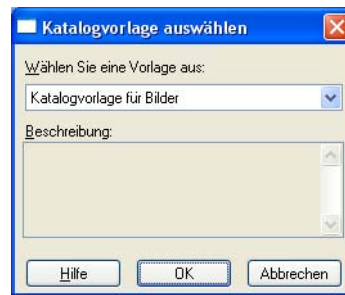 Katalogvorlage auswählen
Wählen Sie eine Vorlage aus:
Katalogvorlage für Bilder
Beschreibung:
Hilfe OK Abbrechen